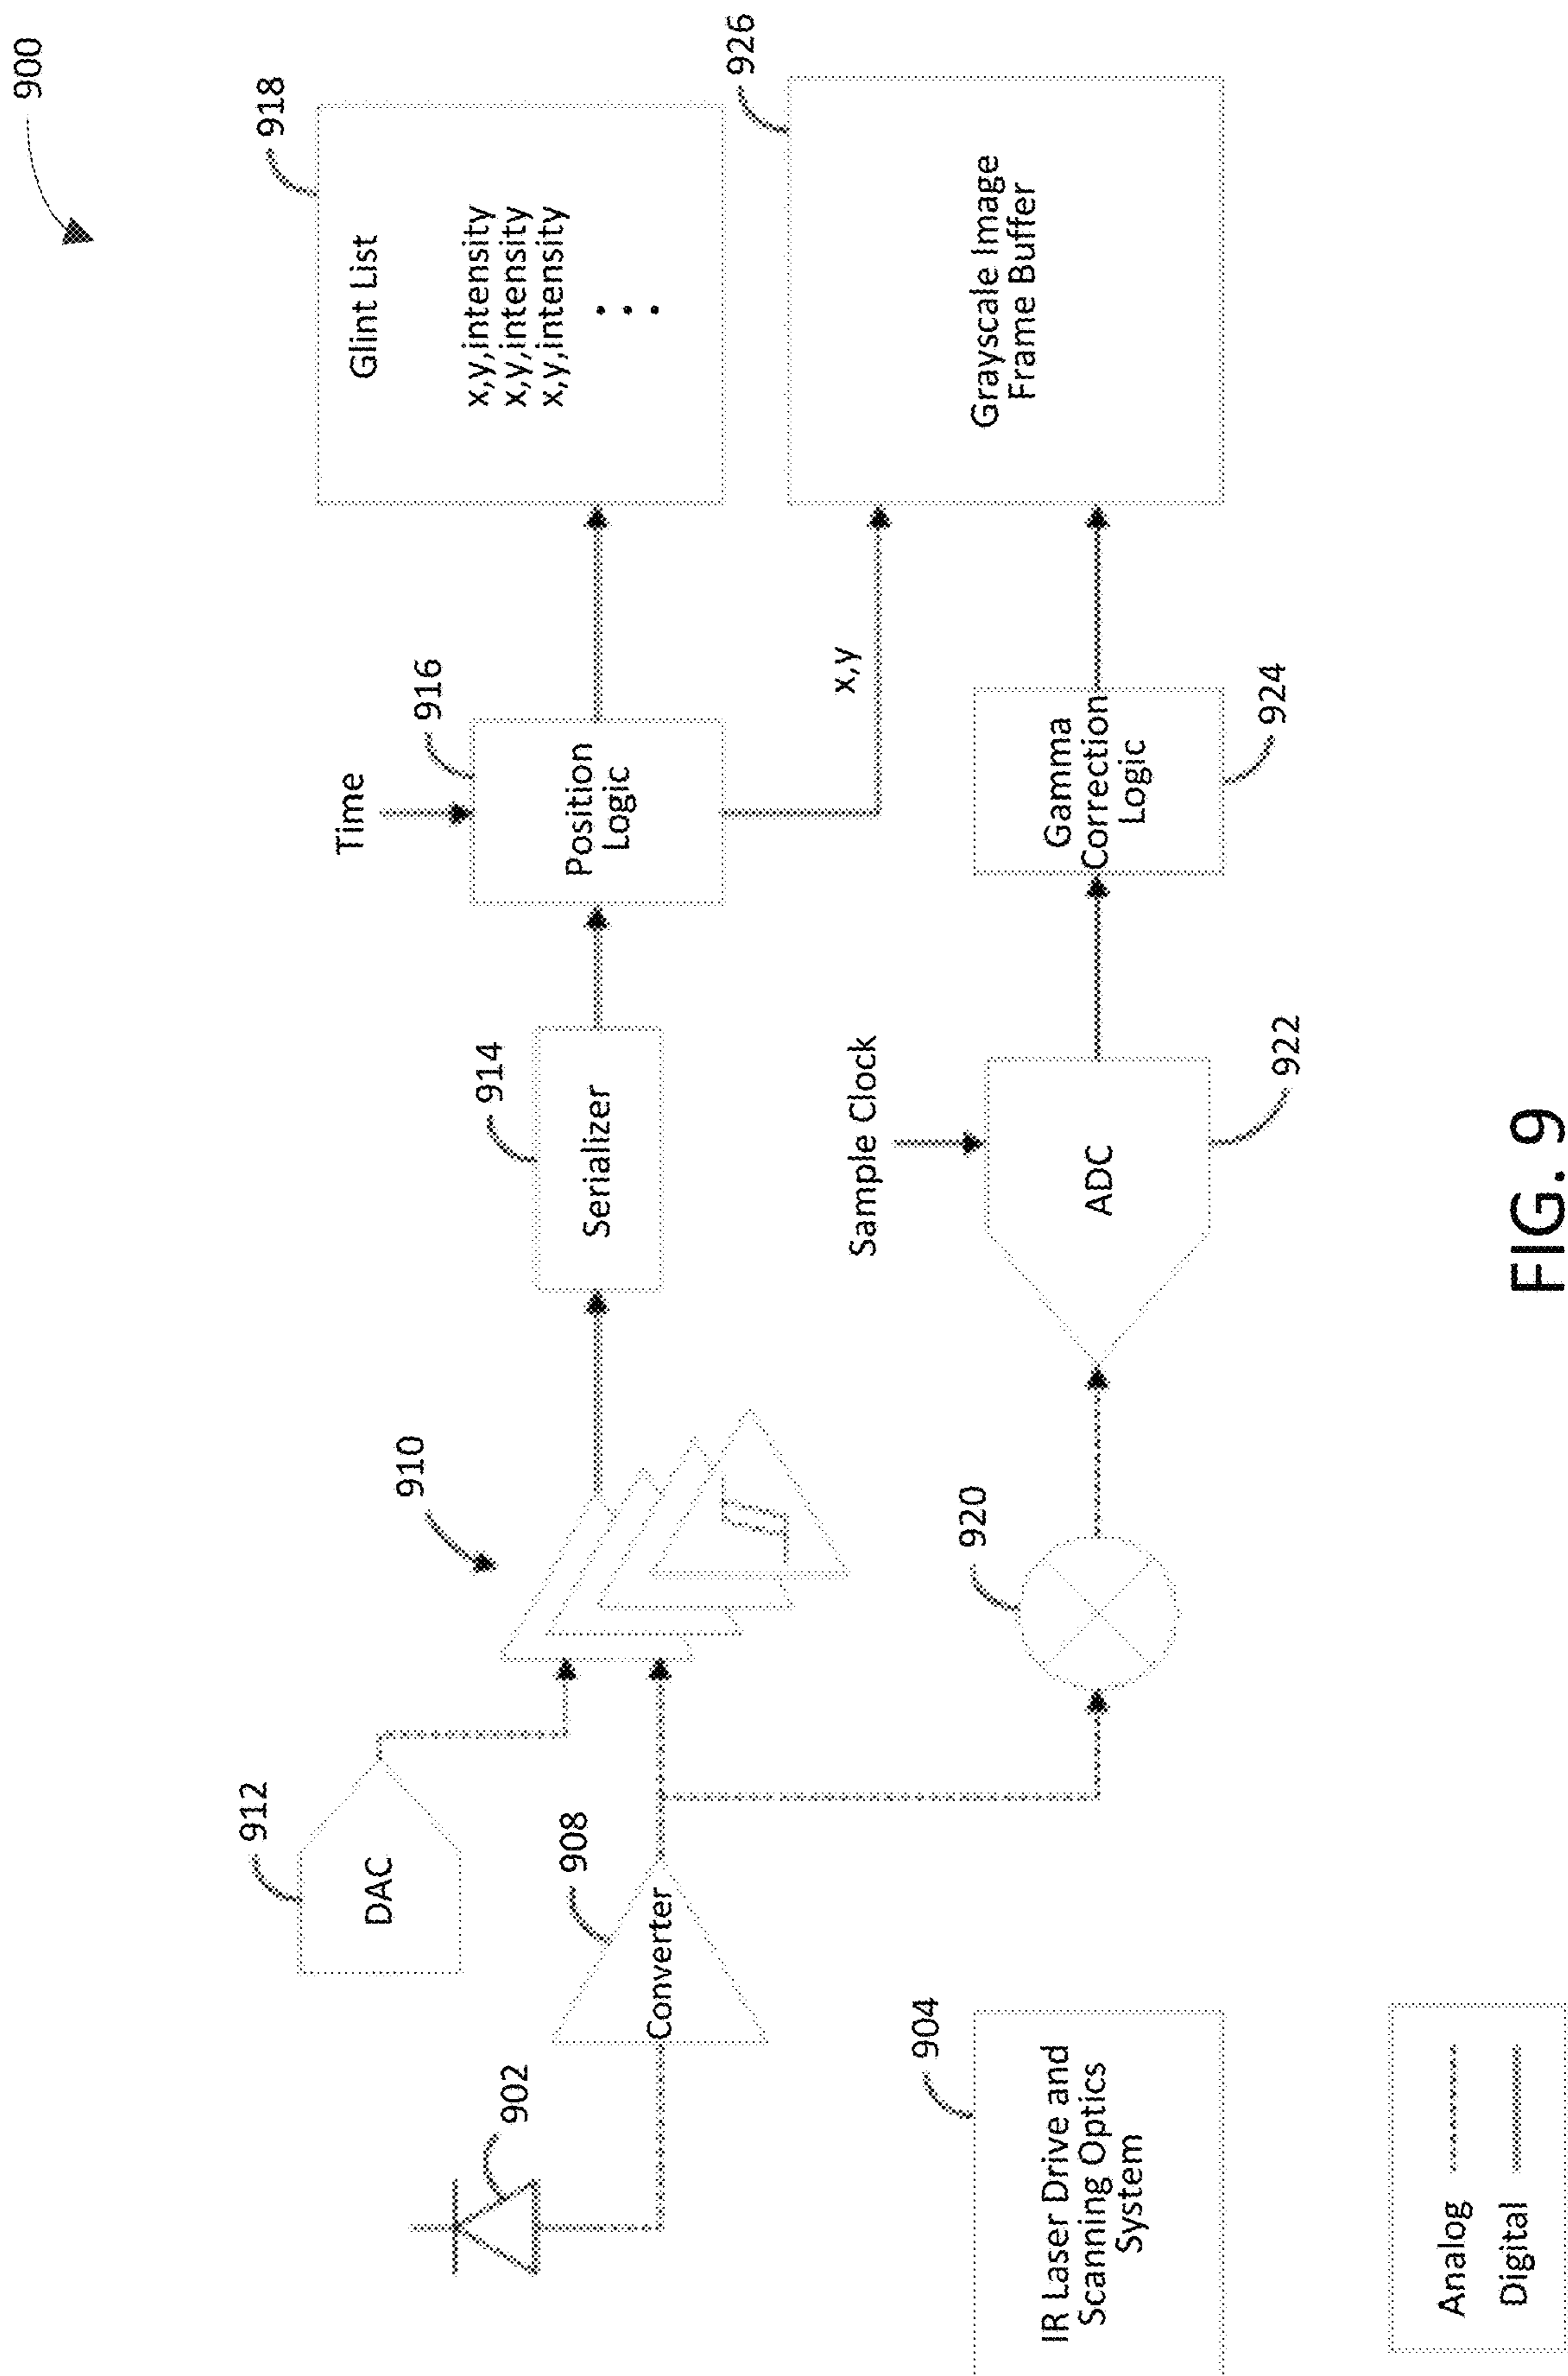 900
918
Glint List
x,y,intensity
x,y,intensity
x,y,intensity
926
Grayscale Image
Frame Buffer
Time
916
Position
Logic
x,y
Gamma
Correction
Logic
924
914
Serializer
Sample Clock
ADC
922
910
920
912
DAC
908
Converter
902
904
IR Laser Drive and
Scanning Optics
System
Analog
Digital
FIG. 9